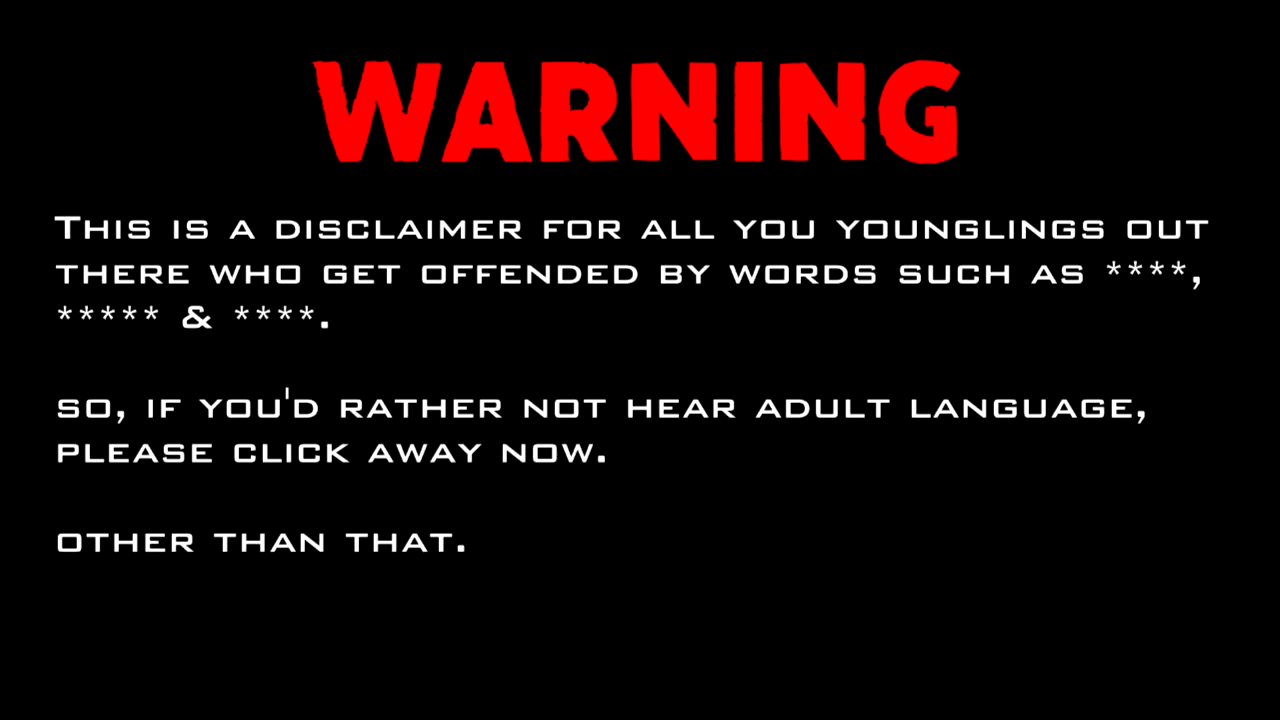 WARNING
THIS IS A DISCLAIMER FOR ALL YOU YOUNGLINGS OUT
THERE WHO GET OFFENDED BY WORDS SUCH AS ****,
***** & ****.
SO, IF YOU'D RATHER NOT HEAR ADULT LANGUAGE,
PLEASE CLICK AWAY NOW.
OTHER THAN THAT.